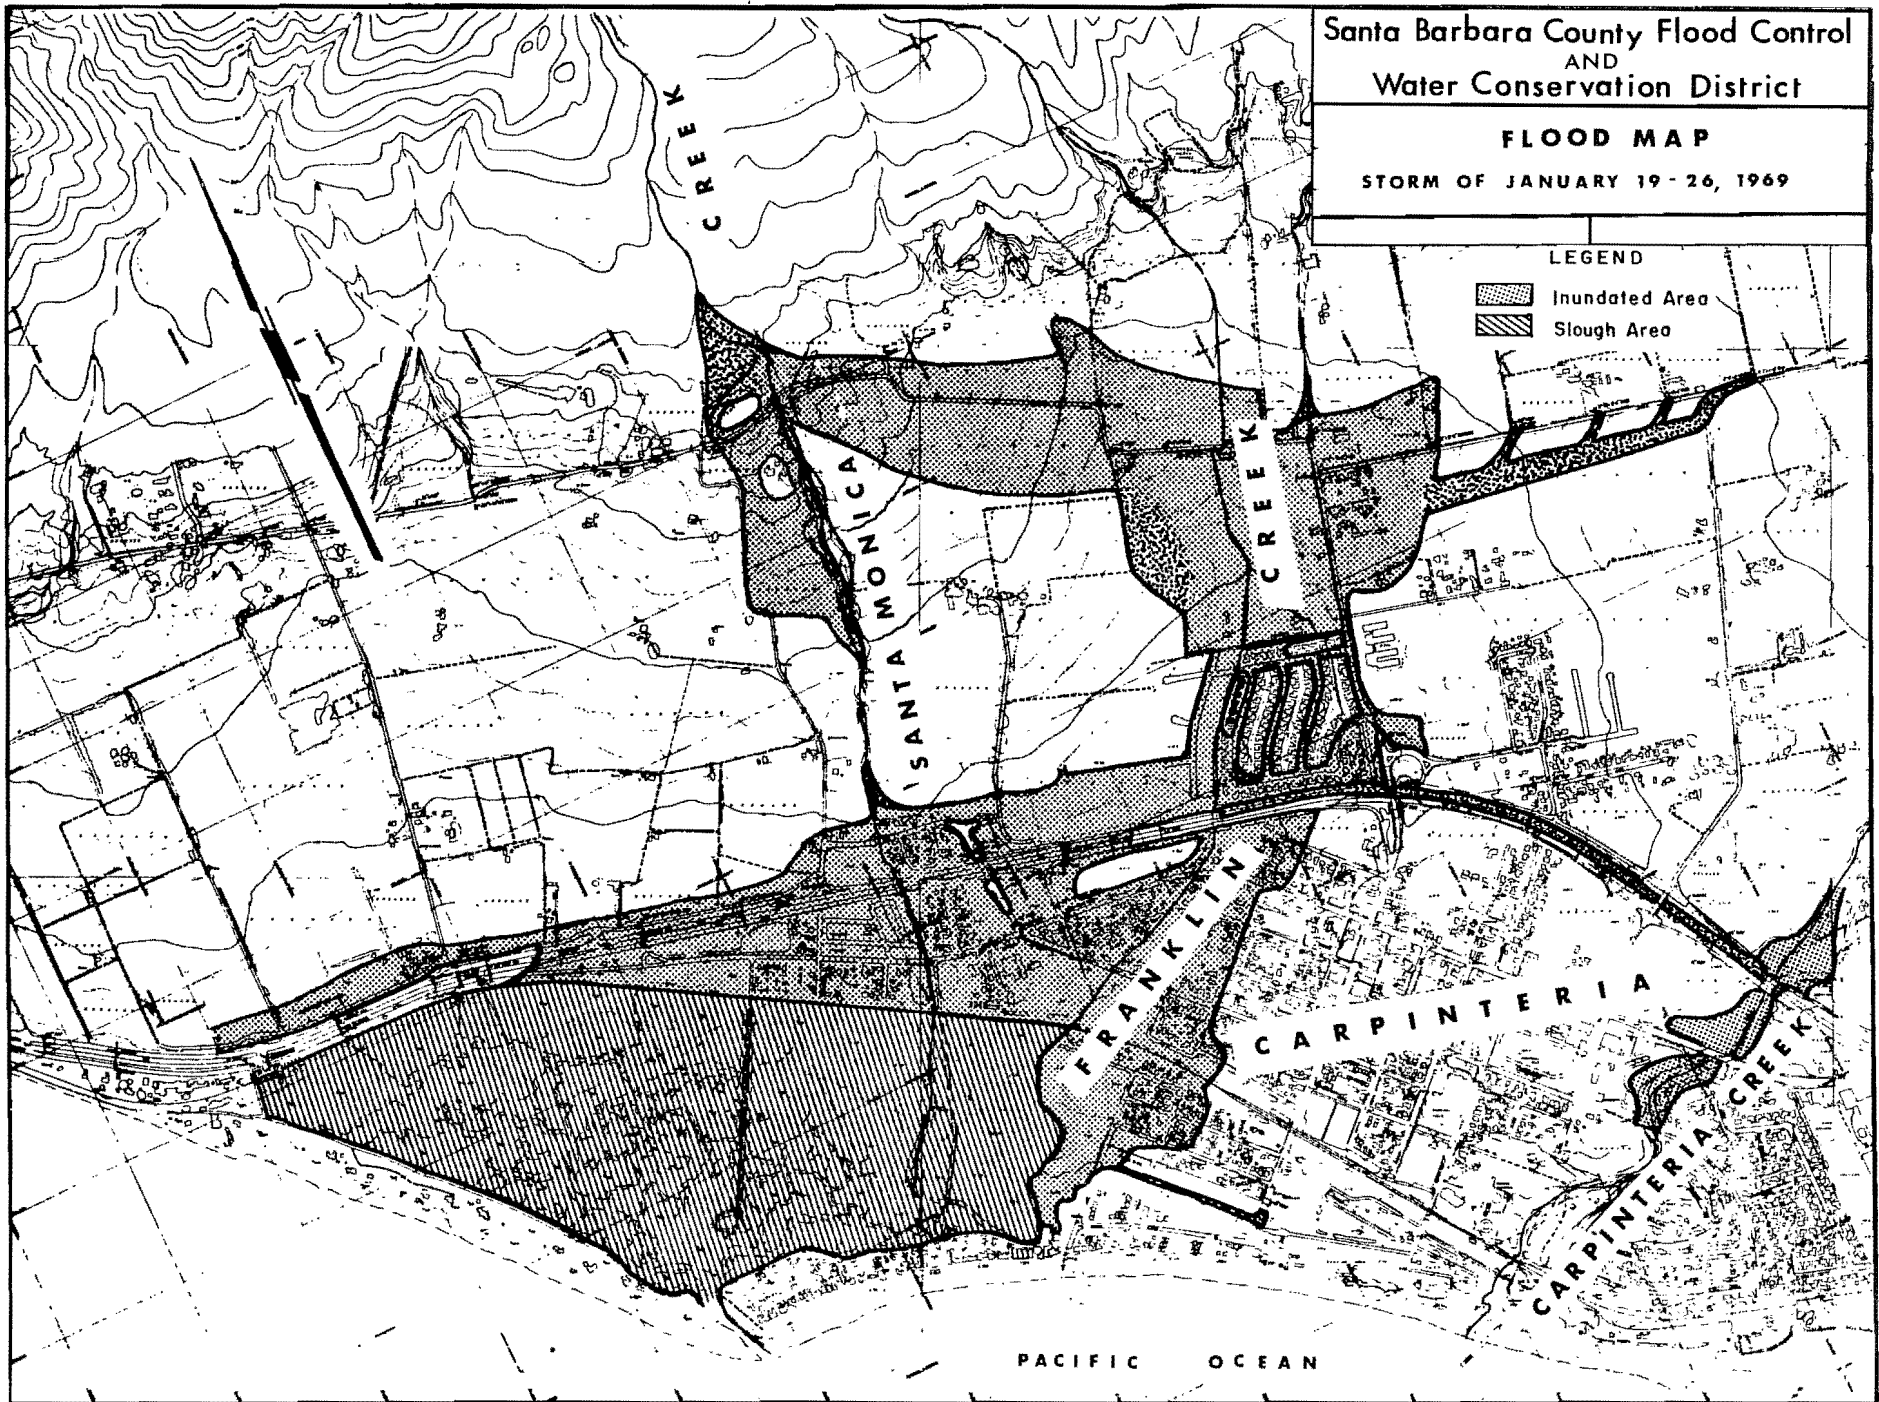 Santa Barbara County Flood Control
AND
Water Conservation District
FLOOD MAP
STORM OF JANUARY 19-26, 1969
LEGEND
Inundated Area
Slough Area
SANTA MONICA CREEK
FRANKLIN CREEK
CARPINTERIA
CARPINTERIA CREEK
PACIFIC OCEAN